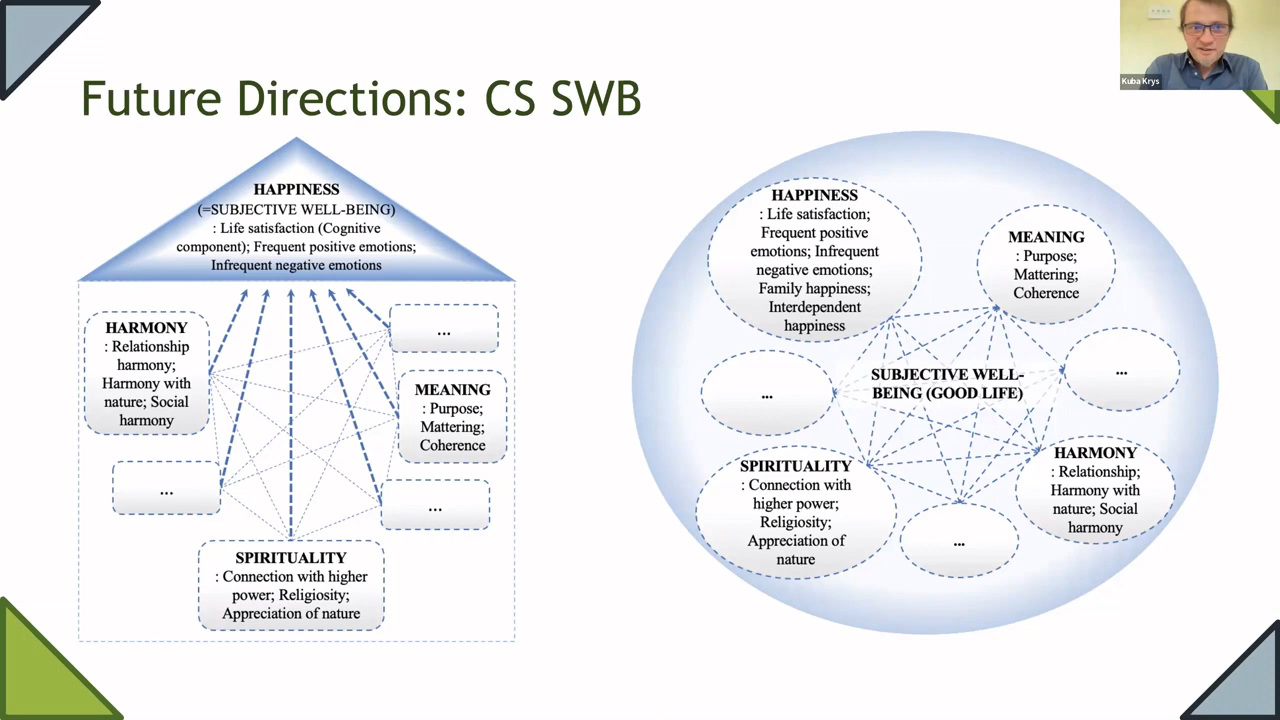 Kuba Krys
Future Directions: CS SWB
HAPPINESS
(=SUBJECTIVE WELL-BEING)
: Life satisfaction (Cognitive
component); Frequent positive emotions;
Infrequent negative emotions
HARMONY
: Relationship
harmony;
Harmony with
nature; Social
harmony
...
MEANING
: Purpose;
Mattering;
Coherence
...
...
SPIRITUALITY
: Connection with higher
power; Religiosity;
Appreciation of nature
HAPPINESS
: Life satisfaction;
Frequent positive
emotions; Infrequent
negative emotions;
Family happiness;
Interdependent
happiness
MEANING
: Purpose;
Mattering;
Coherence
...
SUBJECTIVE WELL-
BEING (GOOD LIFE)
...
SPIRITUALITY
: Connection with
higher power;
Religiosity;
Appreciation of
nature
...
HARMONY
: Relationship;
Harmony with
nature; Social
harmony